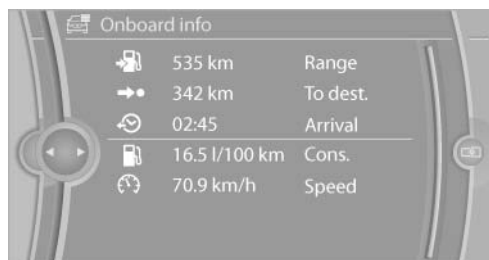 Onboard info
535 km Range
342 km To dest.
02:45 Arrival
16.5 l/100 km Cons.
70.9 km/h Speed